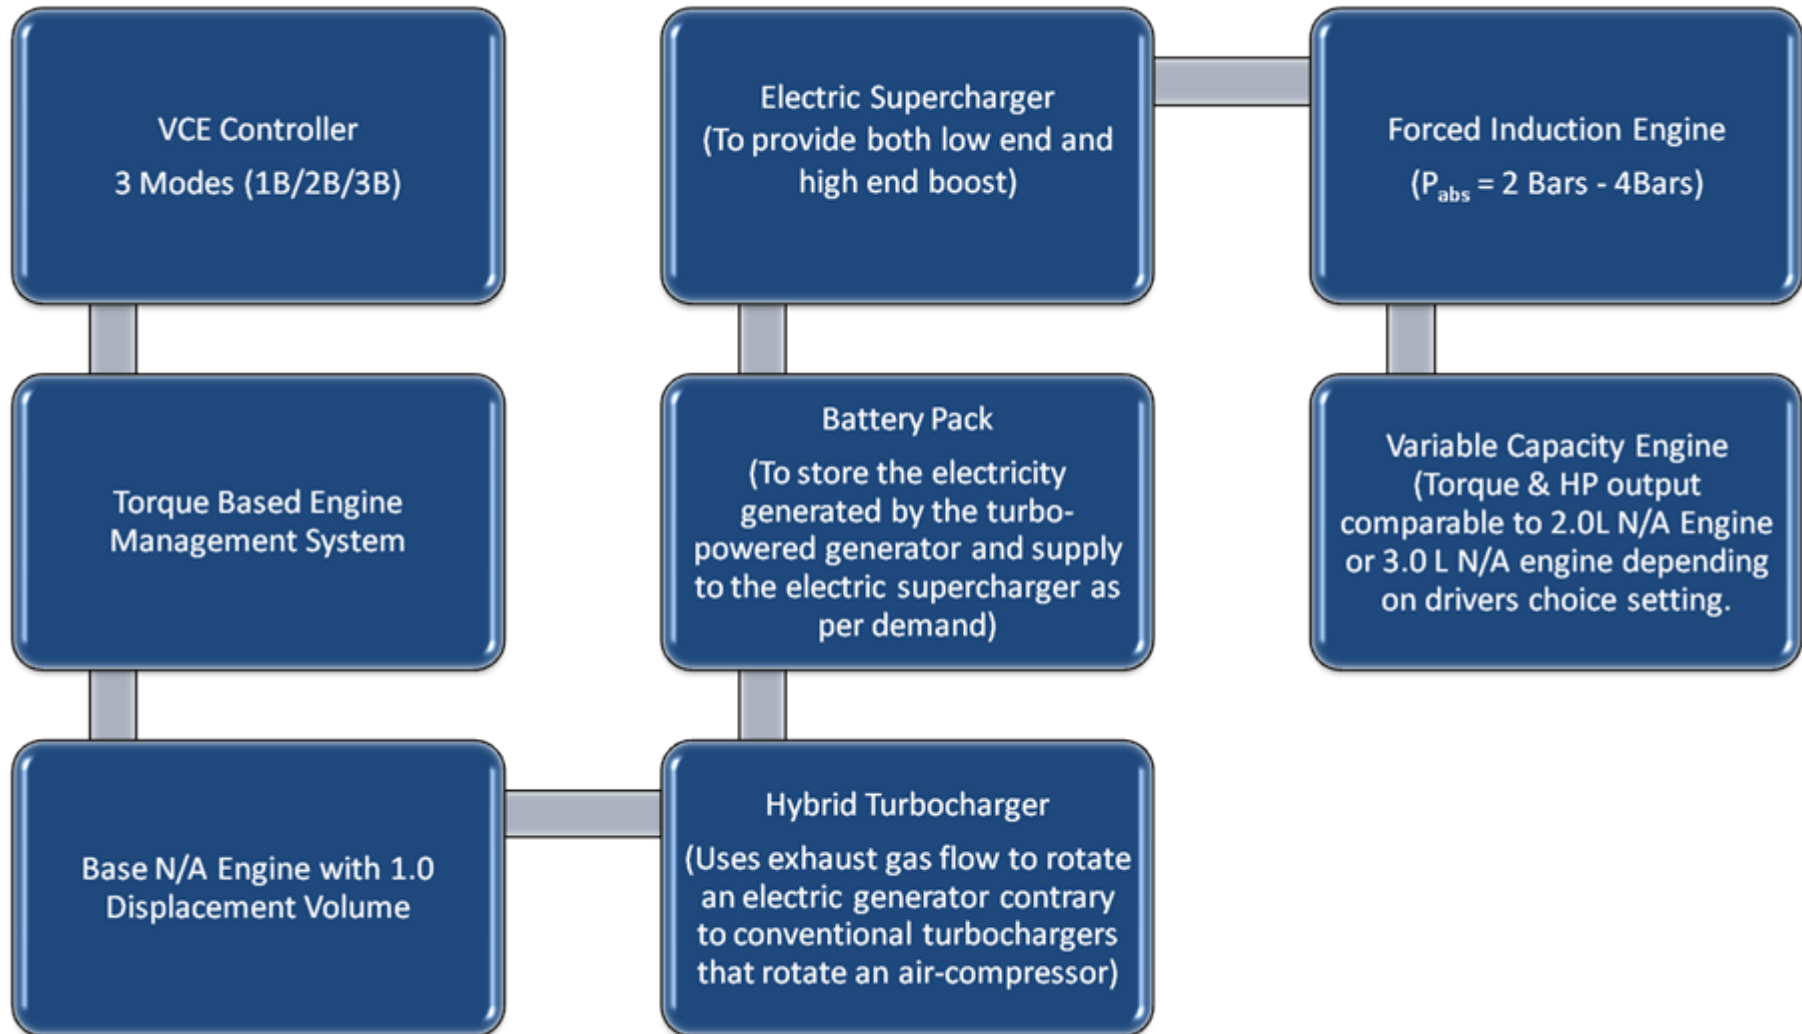 VCE Controller
3 Modes (1B/2B/3B)
Torque Based Engine
Management System
Base N/A Engine with 1.0
Displacement Volume
Hybrid Turbocharger
(Uses exhaust gas flow to rotate
an electric generator contrary
to conventional turbochargers
that rotate an air-compressor)
Battery Pack
(To store the electricity
generated by the turbo-
powered generator and supply
to the electric supercharger as
per demand)
Electric Supercharger
(To provide both low end and
high end boost)
Forced Induction Engine
(Pabs = 2 Bars - 4Bars)
Variable Capacity Engine
(Torque & HP output
comparable to 2.0L N/A Engine
or 3.0 L N/A engine depending
on drivers choice setting.